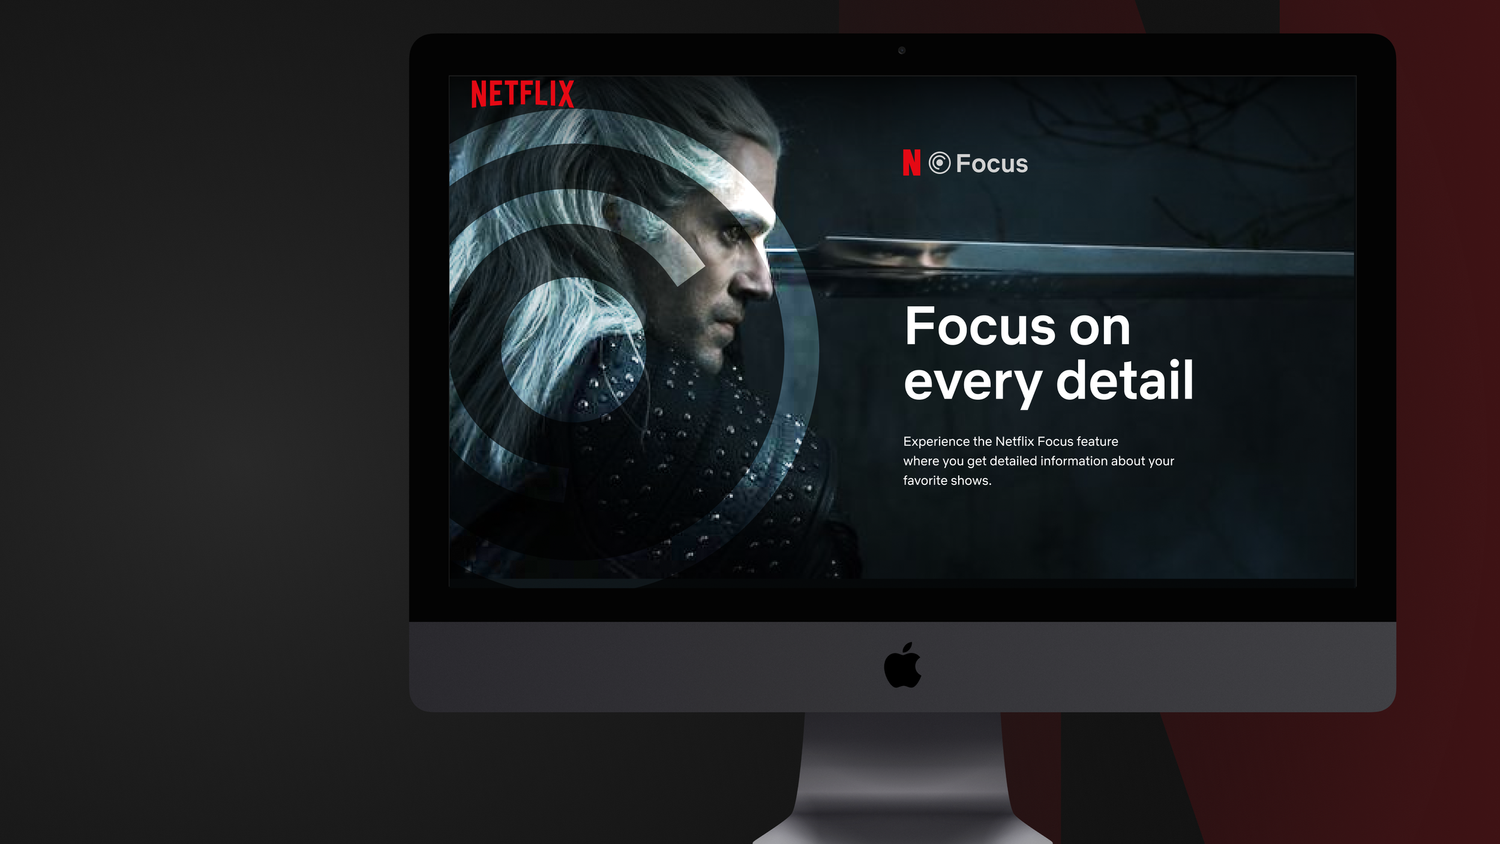 NETFLIX
N Focus
Focus on
every detail
Experience the Netflix Focus feature
where you get detailed information about your
favorite shows.